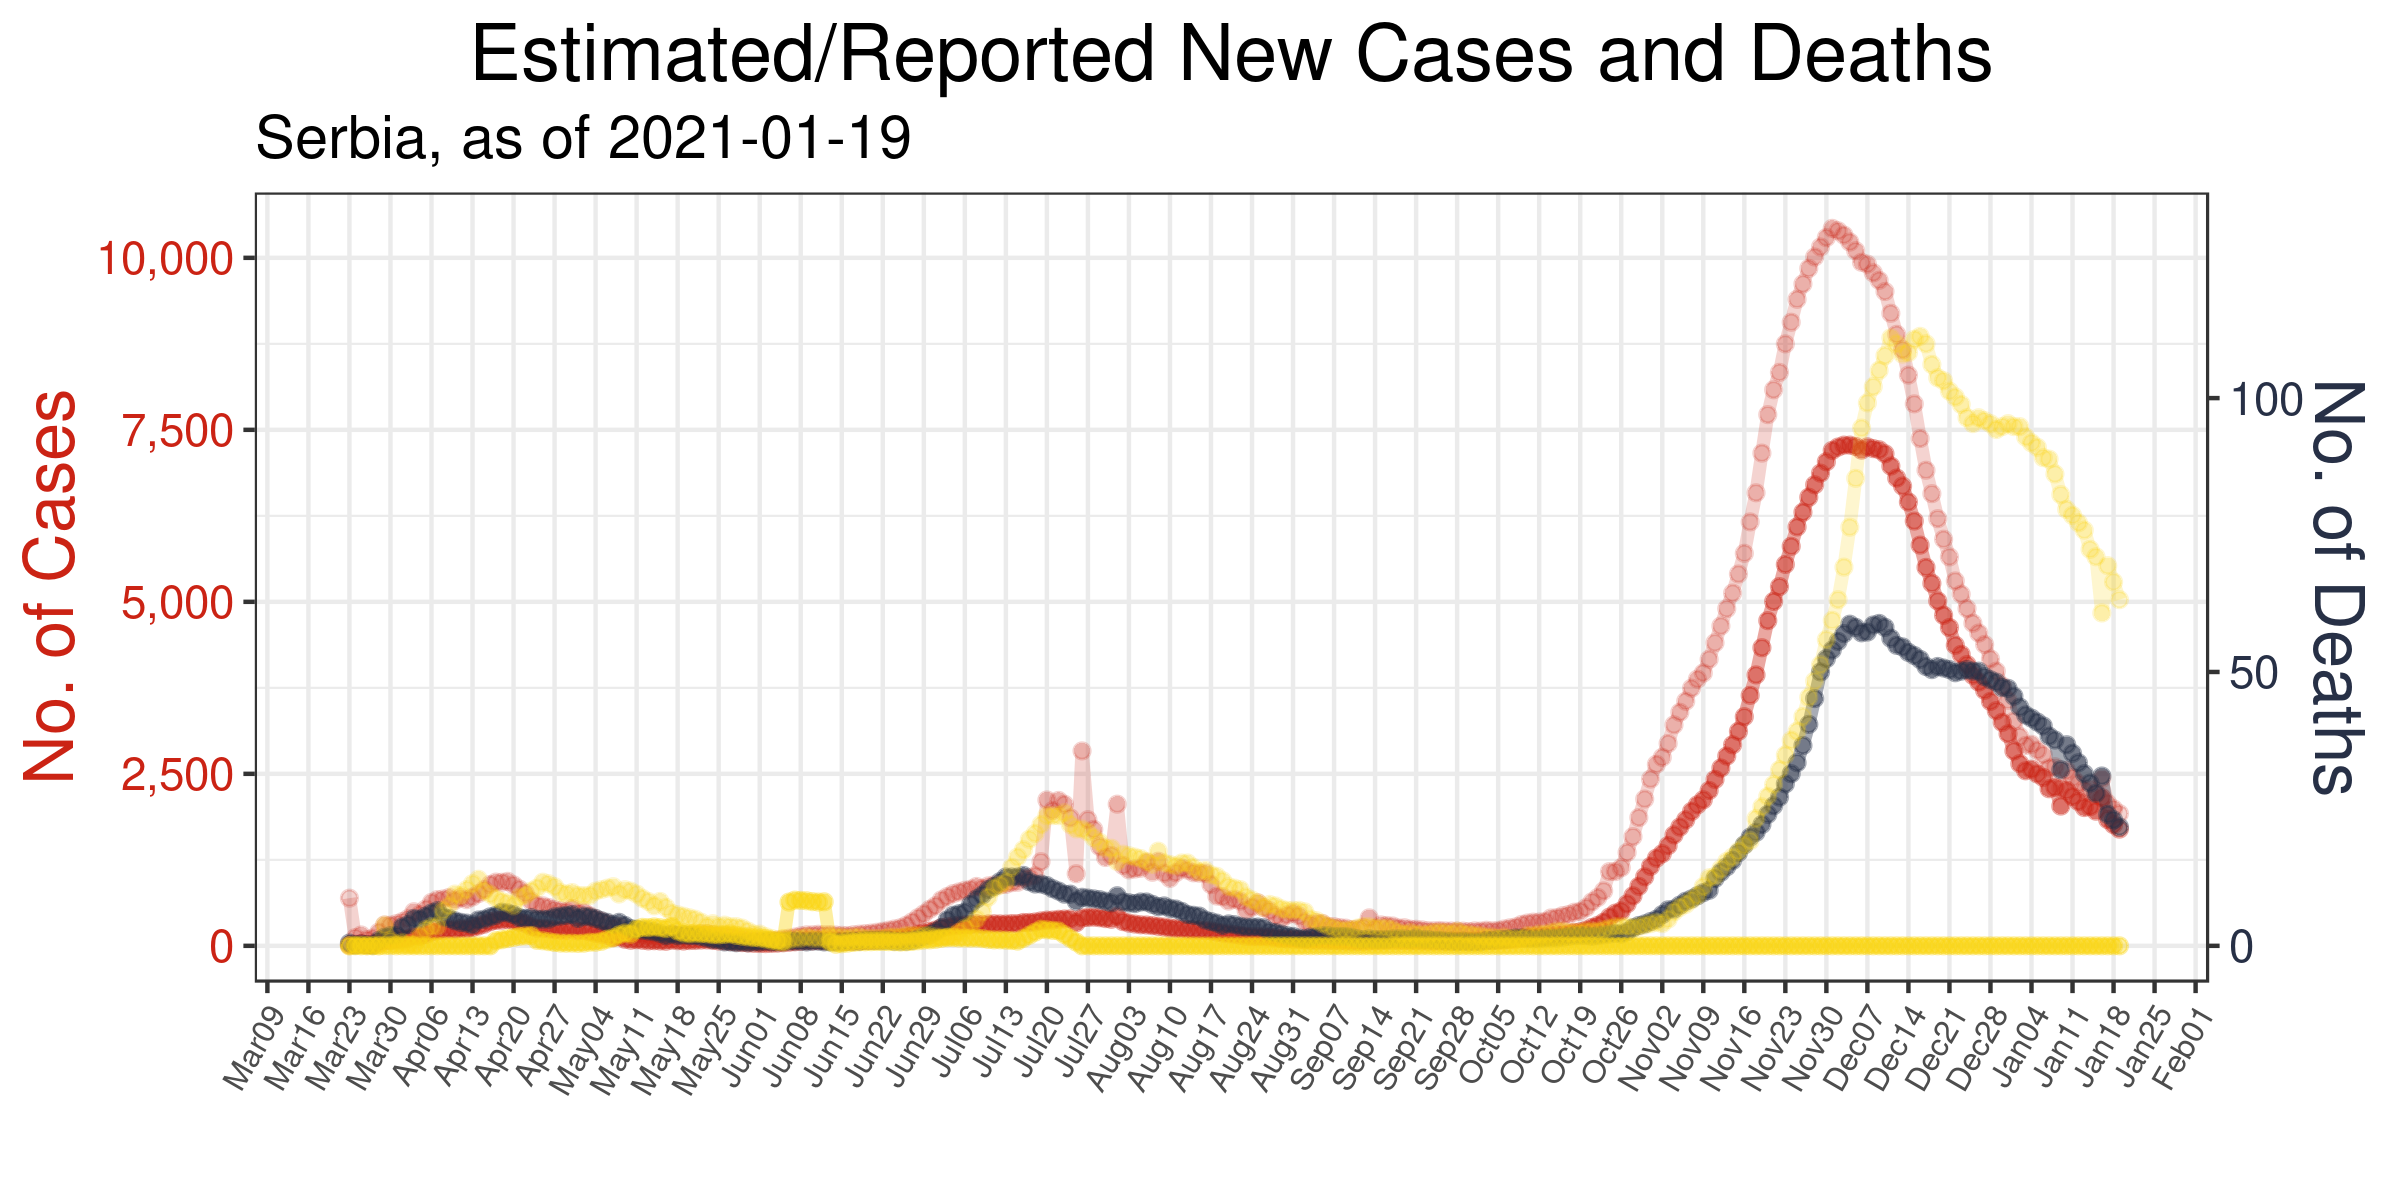 Estimated/Reported New Cases and Deaths
Serbia, as of 2021-01-19
No. of Cases
10,000
7,500
5,000
2,500
0
100
50
0
No. of Deaths
Mar09
Mar16
Mar23
Mar30
Apr06
Apr13
Apr20
Apr27
May04
May11
May18
May25
Jun01
Jun08
Jun15
Jun22
Jun29
Jul06
Jul13
Jul20
Jul27
Aug03
Aug10
Aug17
Aug24
Aug31
Sep07
Sep14
Sep21
Sep28
Oct05
Oct12
Oct19
Oct26
Nov02
Nov09
Nov16
Nov23
Nov30
Dec07
Dec14
Dec21
Dec28
Jan04
Jan11
Jan18
Jan25
Feb01